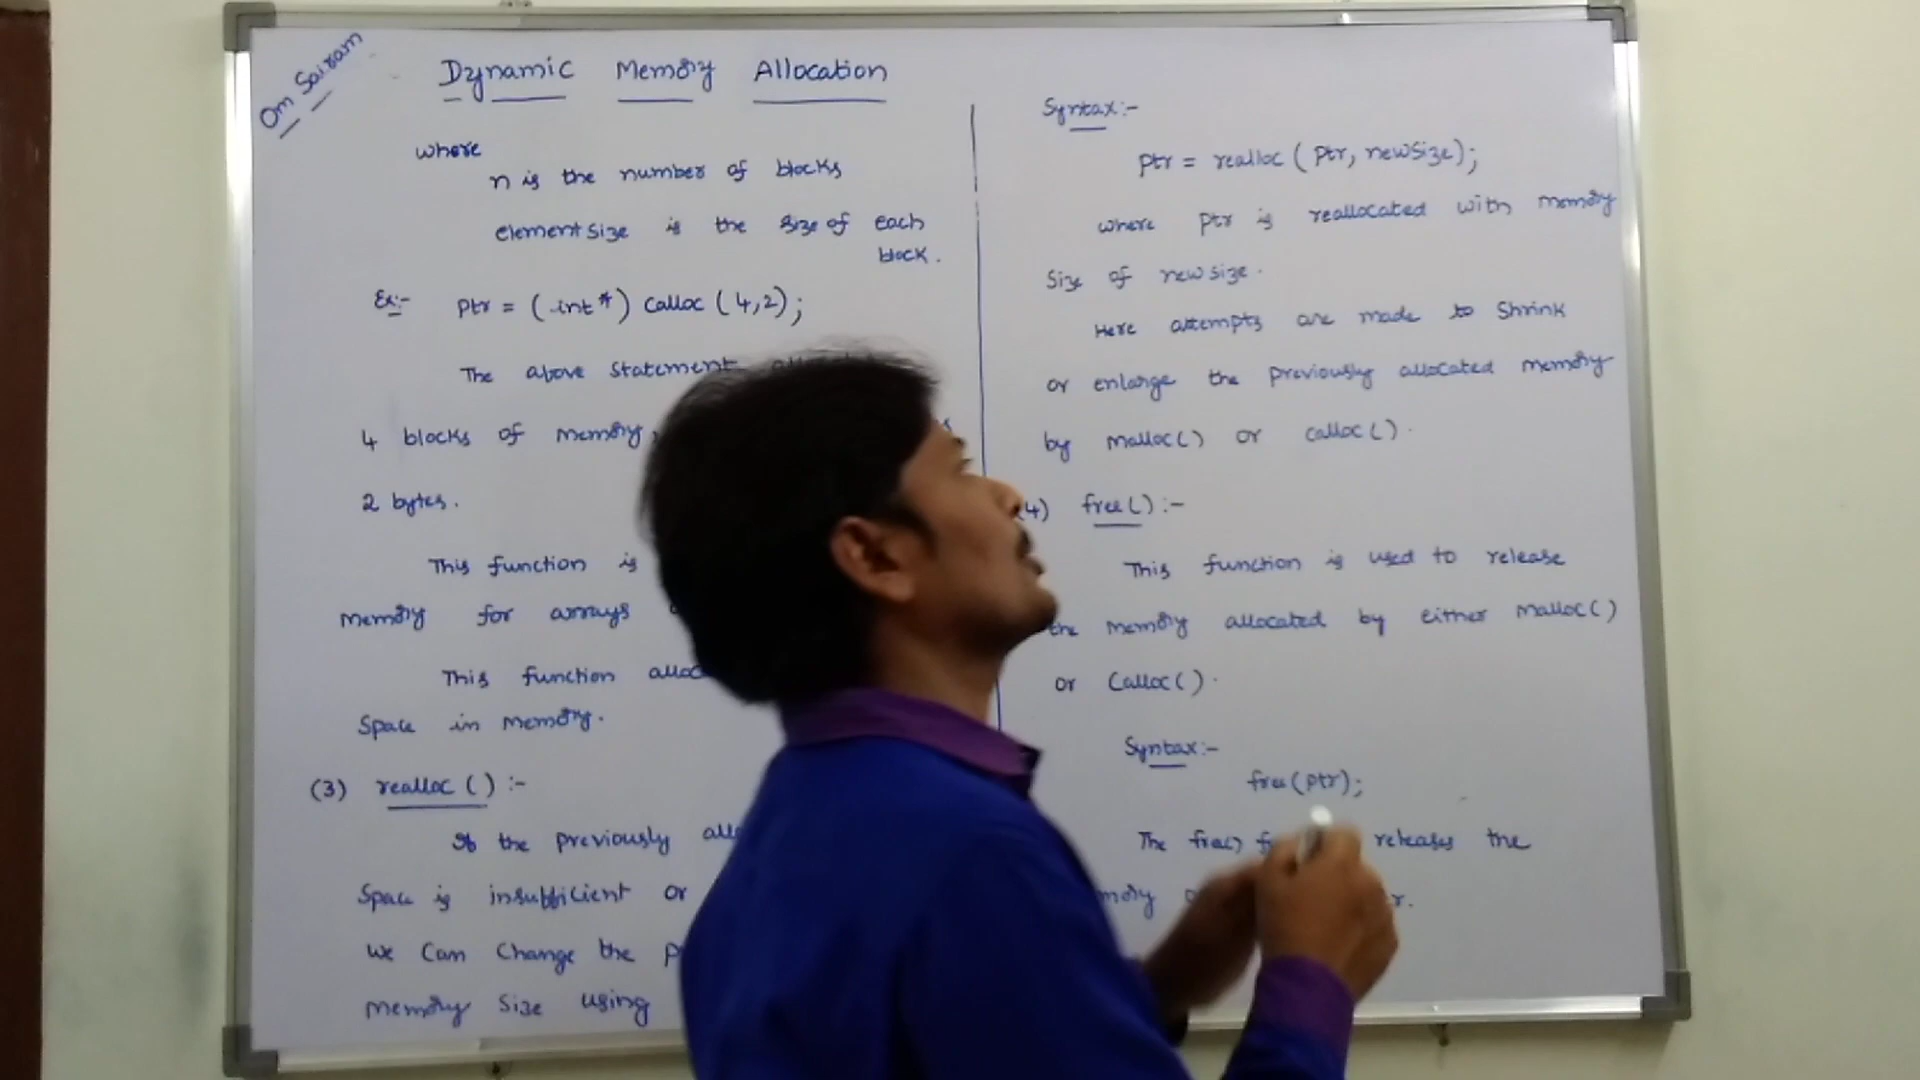 Om Sairam
Dynamic Memory Allocation
where
n is the number of blocks
element size is the size of each
block.
Ex:- Ptr = (int*) Calloc (4,2);
The above Statement
4 blocks of memory,
2 bytes.
This function is
memory for arrays
This function
Space in memory.
(3) realloc () :-
If the previously
Space is insufficient or
We Can Change the
memory Size using
Syntax:-
Ptr = realloc (Ptr, newsize);
where Ptr is reallocated with memory
Size of newsize.
Here attempts are made to Shrink
or enlarge the previously allocated memory
by malloc() or calloc().
(4) free() :-
This function is used to release
the memory allocated by either malloc()
or Calloc().
Syntax:-
free(Ptr);
The free() releases the